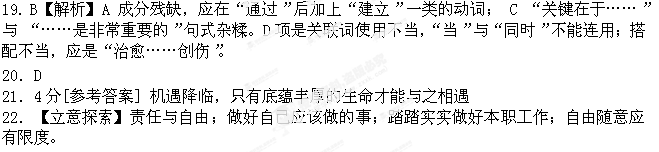 19. B【解析】A 成分残缺，应在“通过”后加上“建立”一类的动词； C “关键在于……”
与 “……是非常重要的”句式杂糅。D 项是关联词使用不当，“当”与“同时”不能连用；搭
配不当，应是“治愈……创伤”。
20. D
21. 4分[参考答案] 机遇降临，只有底蕴丰厚的生命才能与之相遇
22. 【立意探索】责任与自由；做好自己应该做的事；踏踏实实做好本职工作；自由随意应
有限度。